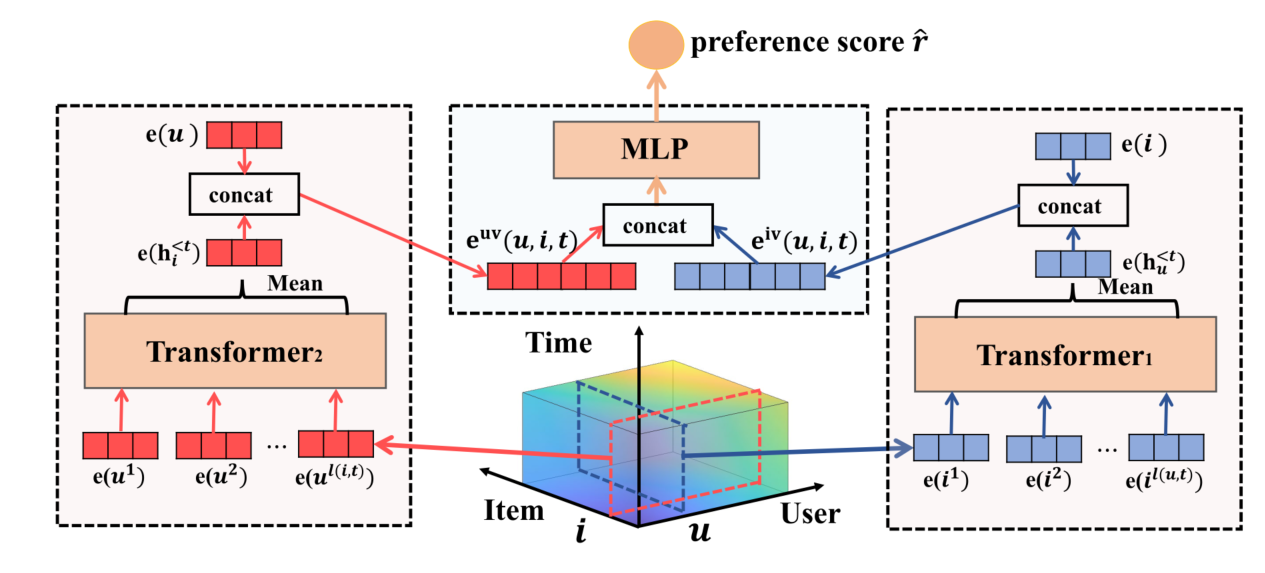 preference score r̂
e(u)
concat
e(h_i^{<t})
Mean
Transformer₂
e(u¹)
e(u²)
...
e(u^{l(i,t)})
MLP
concat
e^{uv}(u, i, t)
e^{iv}(u, i, t)
Time
Item
i
u
User
e(i)
concat
e(h_u^{<t})
Mean
Transformer₁
e(i¹)
e(i²)
...
e(i^{l(u,t)})